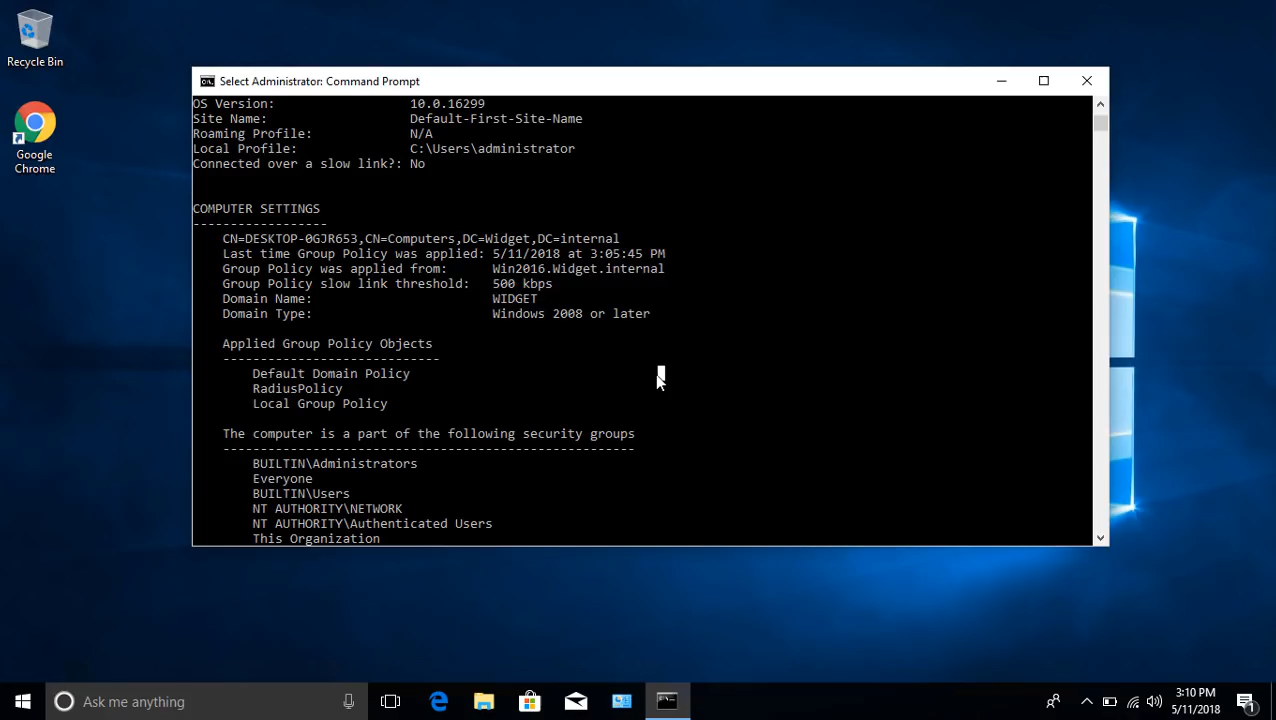 Recycle Bin
Google
Chrome
Select Administrator: Command Prompt
OS Version: 10.0.16299
Site Name: Default-First-Site-Name
Roaming Profile: N/A
Local Profile: C:\Users\administrator
Connected over a slow link?: No
COMPUTER SETTINGS
------------------
CN=DESKTOP-0GJR653,CN=Computers,DC=Widget,DC=internal
Last time Group Policy was applied: 5/11/2018 at 3:05:45 PM
Group Policy was applied from: Win2016.Widget.internal
Group Policy slow link threshold: 500 kbps
Domain Name: WIDGET
Domain Type: Windows 2008 or later
Applied Group Policy Objects
-----------------------------
Default Domain Policy
RadiusPolicy
Local Group Policy
The computer is a part of the following security groups
-------------------------------------------------------
BUILTIN\Administrators
Everyone
BUILTIN\Users
NT AUTHORITY\NETWORK
NT AUTHORITY\Authenticated Users
This Organization
Ask me anything
3:10 PM
5/11/2018
1